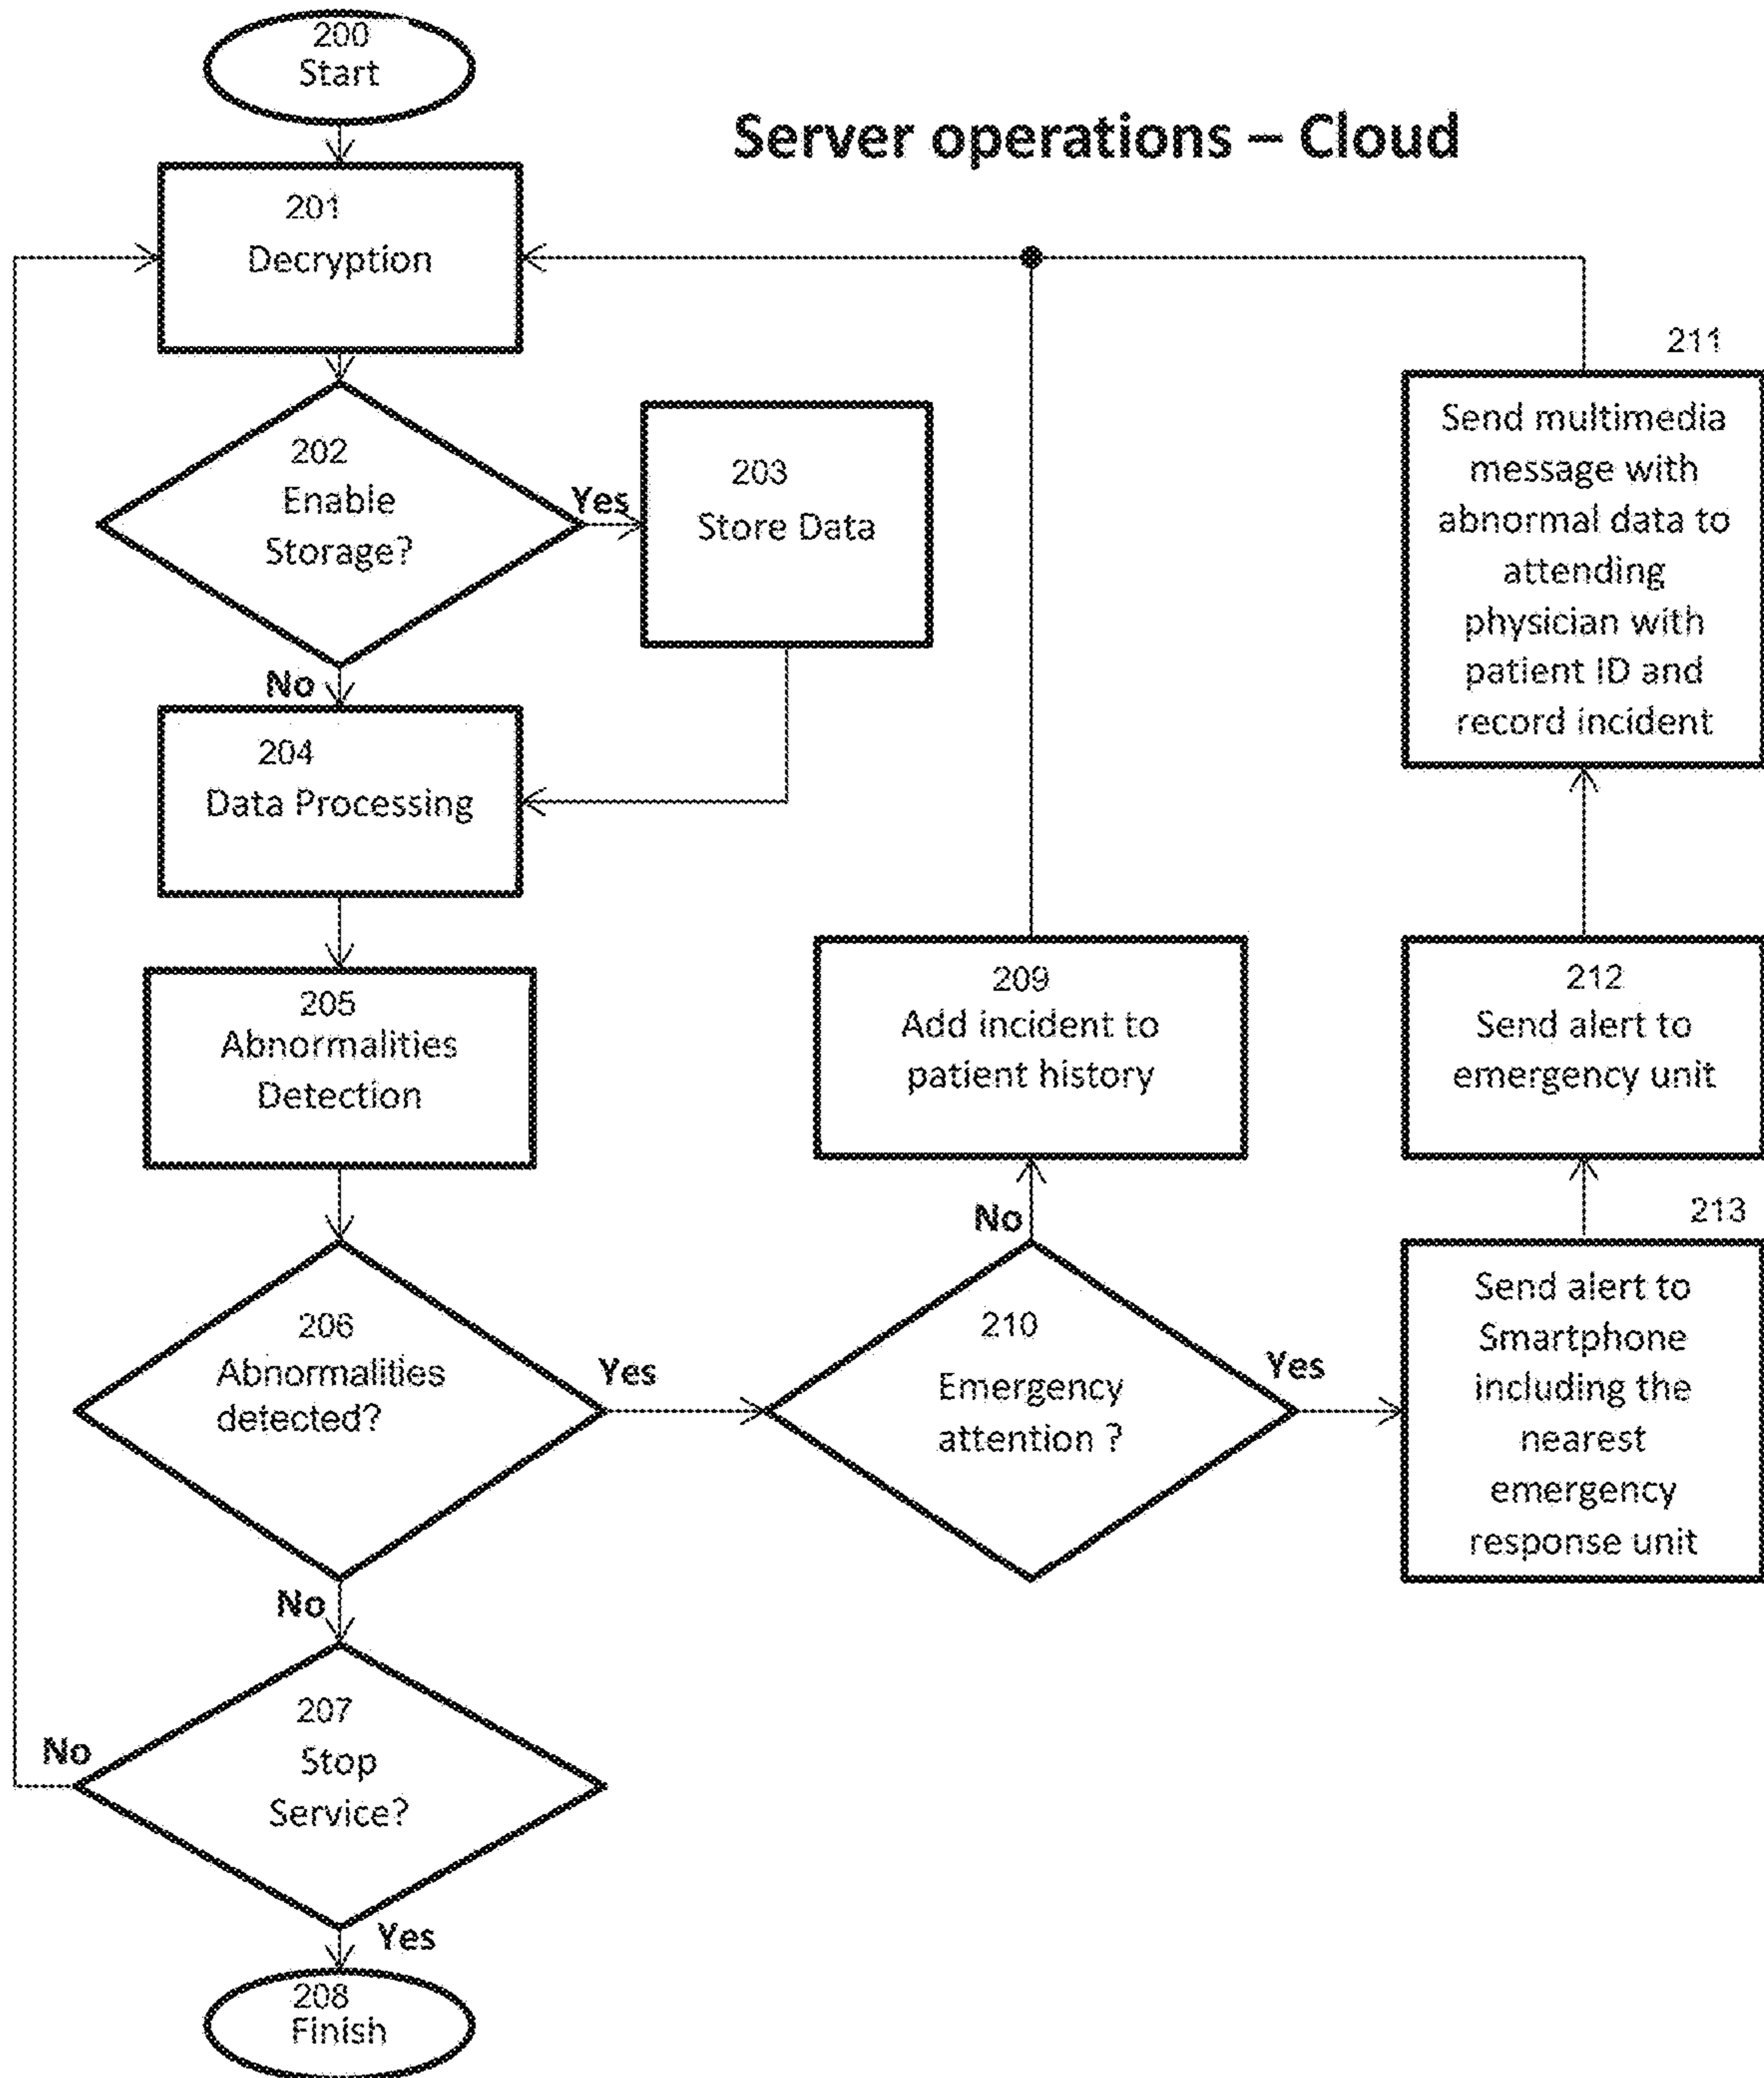 200
Start
Server operations – Cloud
201
Decryption
202
Enable
Storage?
Yes
203
Store Data
No
204
Data Processing
205
Abnormalities
Detection
206
Abnormalities
detected?
Yes
No
207
Stop
Service?
No
Yes
208
Finish
209
Add incident to
patient history
No
210
Emergency
attention ?
Yes
211
Send multimedia
message with
abnormal data to
attending
physician with
patient ID and
record incident
212
Send alert to
emergency unit
213
Send alert to
Smartphone
including the
nearest
emergency
response unit